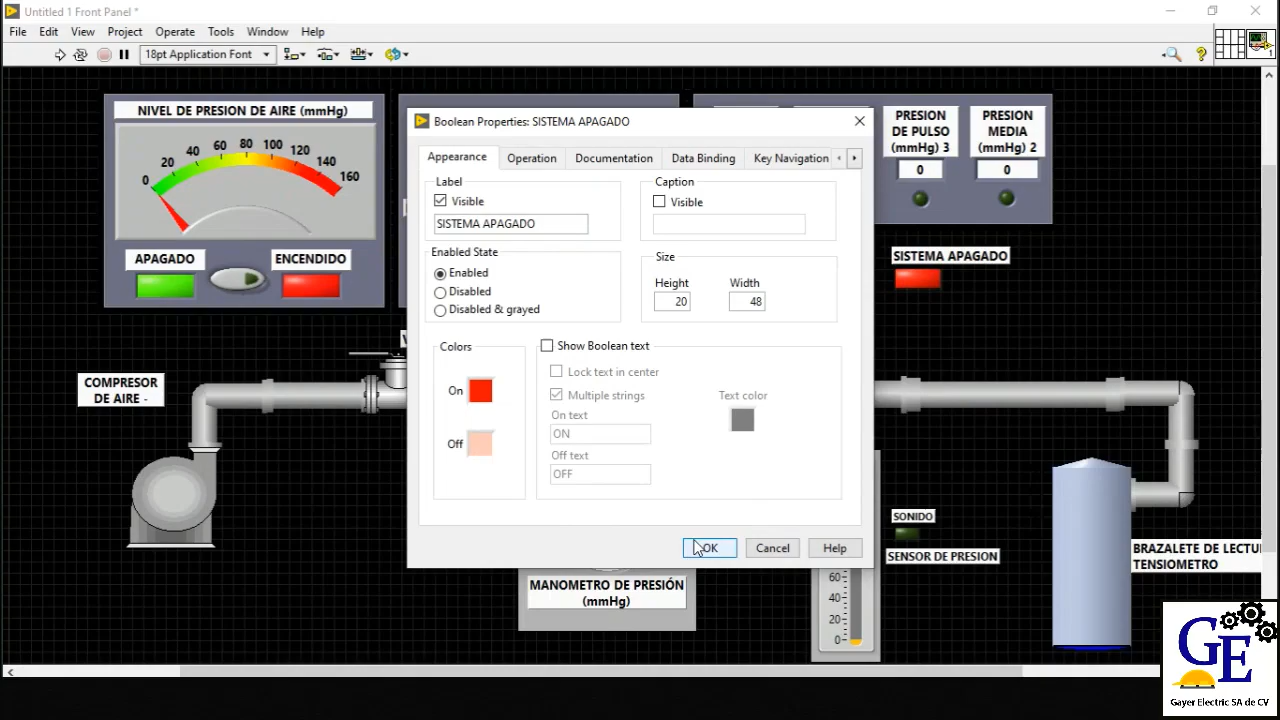 Untitled 1 Front Panel *
File Edit View Project Operate Tools Window Help
18pt Application Font
NIVEL DE PRESION DE AIRE (mmHg)
0 20 40 60 80 100 120 140 160
APAGADO
ENCENDIDO
PRESION
DE PULSO
(mmHg) 3
0
PRESION
MEDIA
(mmHg) 2
0
Boolean Properties: SISTEMA APAGADO
Appearance Operation Documentation Data Binding Key Navigation
Label
Visible
SISTEMA APAGADO
Caption
Visible
Enabled State
Enabled
Disabled
Disabled & grayed
Size
Height Width
20 48
Colors
On
Off
Show Boolean text
Lock text in center
Multiple strings
Text color
On text
ON
Off text
OFF
OK Cancel Help
SISTEMA APAGADO
COMPRESOR
DE AIRE -
SONIDO
SENSOR DE PRESION
BRAZALETE DE LECTU
TENSIOMETRO
MANOMETRO DE PRESIÓN
(mmHg)
60
40
20
0
GE
Gayer Electric SA de CV